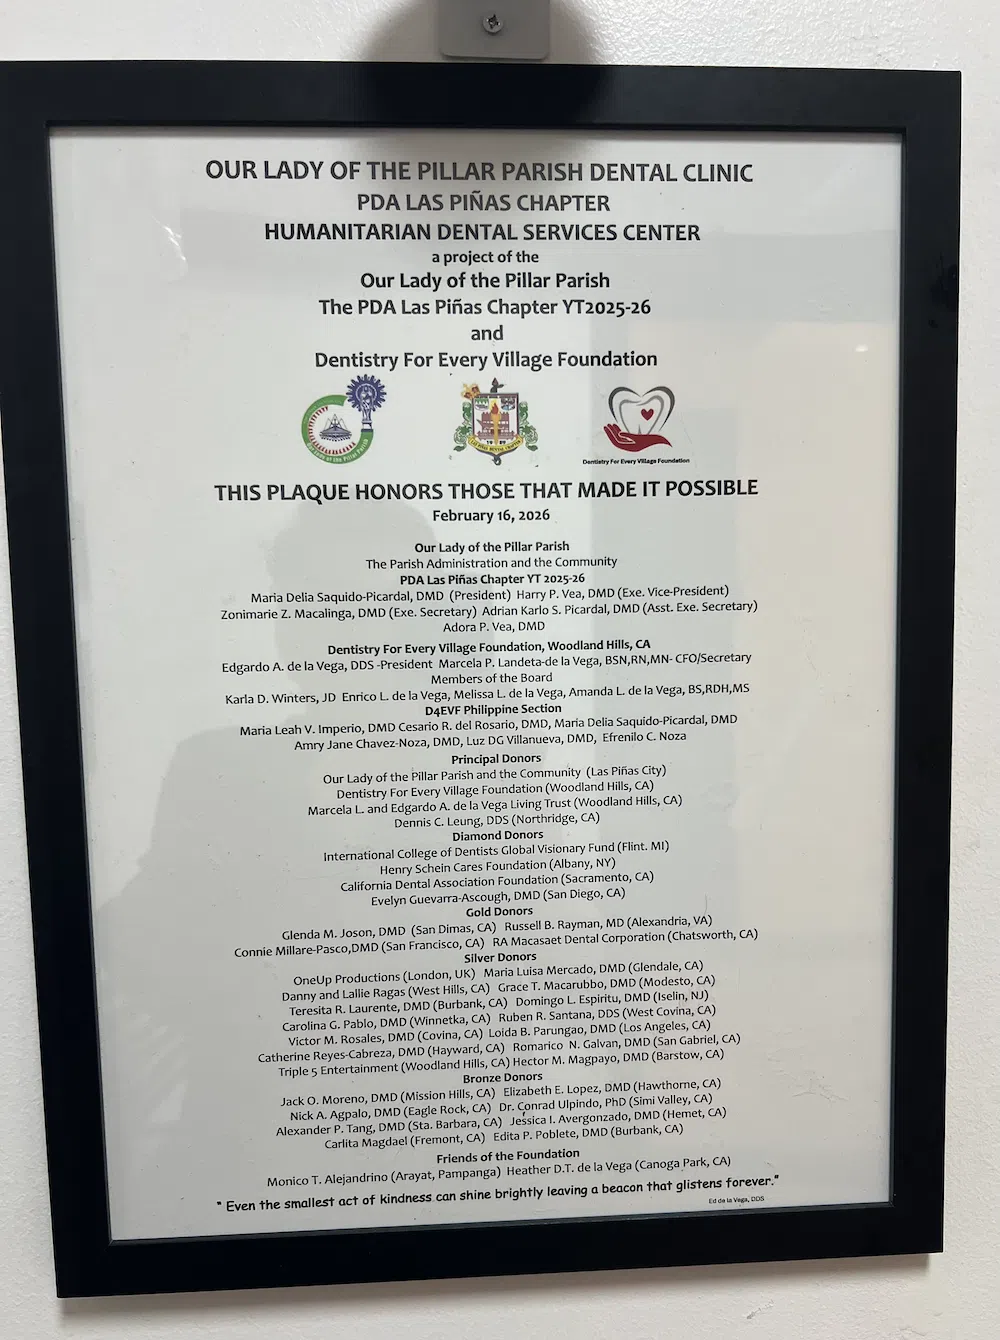 OUR LADY OF THE PILLAR PARISH DENTAL CLINIC
PDA LAS PIÑAS CHAPTER
HUMANITARIAN DENTAL SERVICES CENTER
a project of the
Our Lady of the Pillar Parish
The PDA Las Piñas Chapter YT2025-26
and
Dentistry For Every Village Foundation
Dentistry For Every Village Foundation
THIS PLAQUE HONORS THOSE THAT MADE IT POSSIBLE
February 16, 2026
Our Lady of the Pillar Parish
The Parish Administration and the Community
PDA Las Piñas Chapter YT 2025-26
Maria Delia Saquido-Picardal, DMD (President) Harry P. Vea, DMD (Exe. Vice-President)
Zonimarie Z. Macalinga, DMD (Exe. Secretary) Adrian Karlo S. Picardal, DMD (Asst. Exe. Secretary)
Adora P. Vea, DMD
Dentistry For Every Village Foundation, Woodland Hills, CA
Edgardo A. de la Vega, DDS -President Marcela P. Landeta-de la Vega, BSN,RN,MN- CFO/Secretary
Members of the Board
Karla D. Winters, JD Enrico L. de la Vega, Melissa L. de la Vega, Amanda L. de la Vega, BS,RDH,MS
D4EVF Philippine Section
Maria Leah V. Imperio, DMD Cesario R. del Rosario, DMD, Maria Delia Saquido-Picardal, DMD
Amry Jane Chavez-Noza, DMD, Luz DG Villanueva, DMD, Efrenilo C. Noza
Principal Donors
Our Lady of the Pillar Parish and the Community (Las Piñas City)
Dentistry For Every Village Foundation (Woodland Hills, CA)
Marcela L. and Edgardo A. de la Vega Living Trust (Woodland Hills, CA)
Dennis C. Leung, DDS (Northridge, CA)
Diamond Donors
International College of Dentists Global Visionary Fund (Flint. MI)
Henry Schein Cares Foundation (Albany, NY)
California Dental Association Foundation (Sacramento, CA)
Evelyn Guevarra-Ascough, DMD (San Diego, CA)
Gold Donors
Glenda M. Joson, DMD (San Dimas, CA) Russell B. Rayman, MD (Alexandria, VA)
Connie Millare-Pasco,DMD (San Francisco, CA) RA Macasaet Dental Corporation (Chatsworth, CA)
Silver Donors
OneUp Productions (London, UK) Maria Luisa Mercado, DMD (Glendale, CA)
Danny and Lallie Ragas (West Hills, CA) Grace T. Macarubbo, DMD (Modesto, CA)
Teresita R. Laurente, DMD (Burbank, CA) Domingo L. Espiritu, DMD (Iselin, NJ)
Carolina G. Pablo, DMD (Winnetka, CA) Ruben R. Santana, DDS (West Covina, CA)
Victor M. Rosales, DMD (Covina, CA) Loida B. Parungao, DMD (Los Angeles, CA)
Catherine Reyes-Cabreza, DMD (Hayward, CA) Romarico N. Galvan, DMD (San Gabriel, CA)
Triple 5 Entertainment (Woodland Hills, CA) Hector M. Magpayo, DMD (Barstow, CA)
Bronze Donors
Jack O. Moreno, DMD (Mission Hills, CA) Elizabeth E. Lopez, DMD (Hawthorne, CA)
Nick A. Agpalo, DMD (Eagle Rock, CA) Dr. Conrad Ulpindo, PhD (Simi Valley, CA)
Alexander P. Tang, DMD (Sta. Barbara, CA) Jessica I. Avergonzado, DMD (Hemet, CA)
Carlita Magdael (Fremont, CA) Edita P. Poblete, DMD (Burbank, CA)
Friends of the Foundation
Monico T. Alejandrino (Arayat, Pampanga) Heather D.T. de la Vega (Canoga Park, CA)
" Even the smallest act of kindness can shine brightly leaving a beacon that glistens forever."
Ed de la Vega, DDS